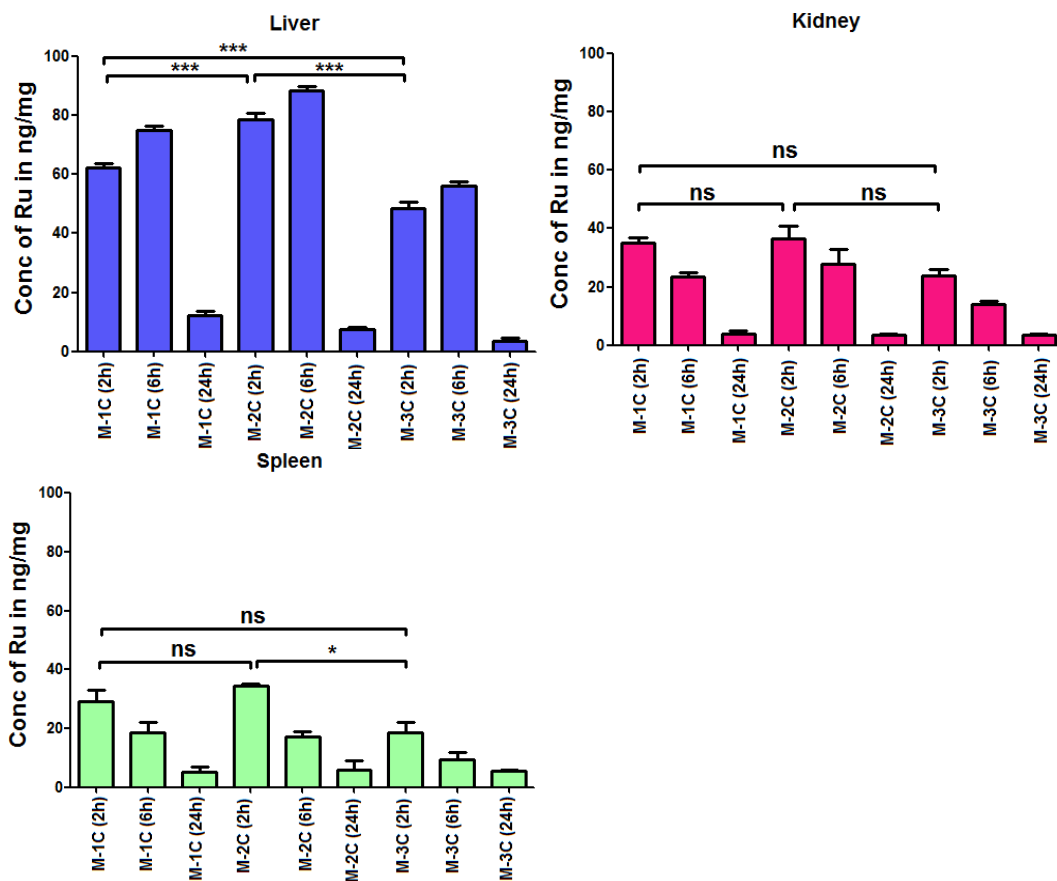 Liver
Conc of Ru in ng/mg
100
80
60
40
20
0
***
***
***
M-1C (2h)
M-1C (6h)
M-1C (24h)
M-2C (2h)
M-2C (6h)
M-2C (24h)
M-3C (2h)
M-3C (6h)
M-3C (24h)
Kidney
Conc of Ru in ng/mg
100
80
60
40
20
0
ns
ns
ns
M-1C (2h)
M-1C (6h)
M-1C (24h)
M-2C (2h)
M-2C (6h)
M-2C (24h)
M-3C (2h)
M-3C (6h)
M-3C (24h)
Spleen
Conc of Ru in ng/mg
100
80
60
40
20
0
ns
ns
*
M-1C (2h)
M-1C (6h)
M-1C (24h)
M-2C (2h)
M-2C (6h)
M-2C (24h)
M-3C (2h)
M-3C (6h)
M-3C (24h)